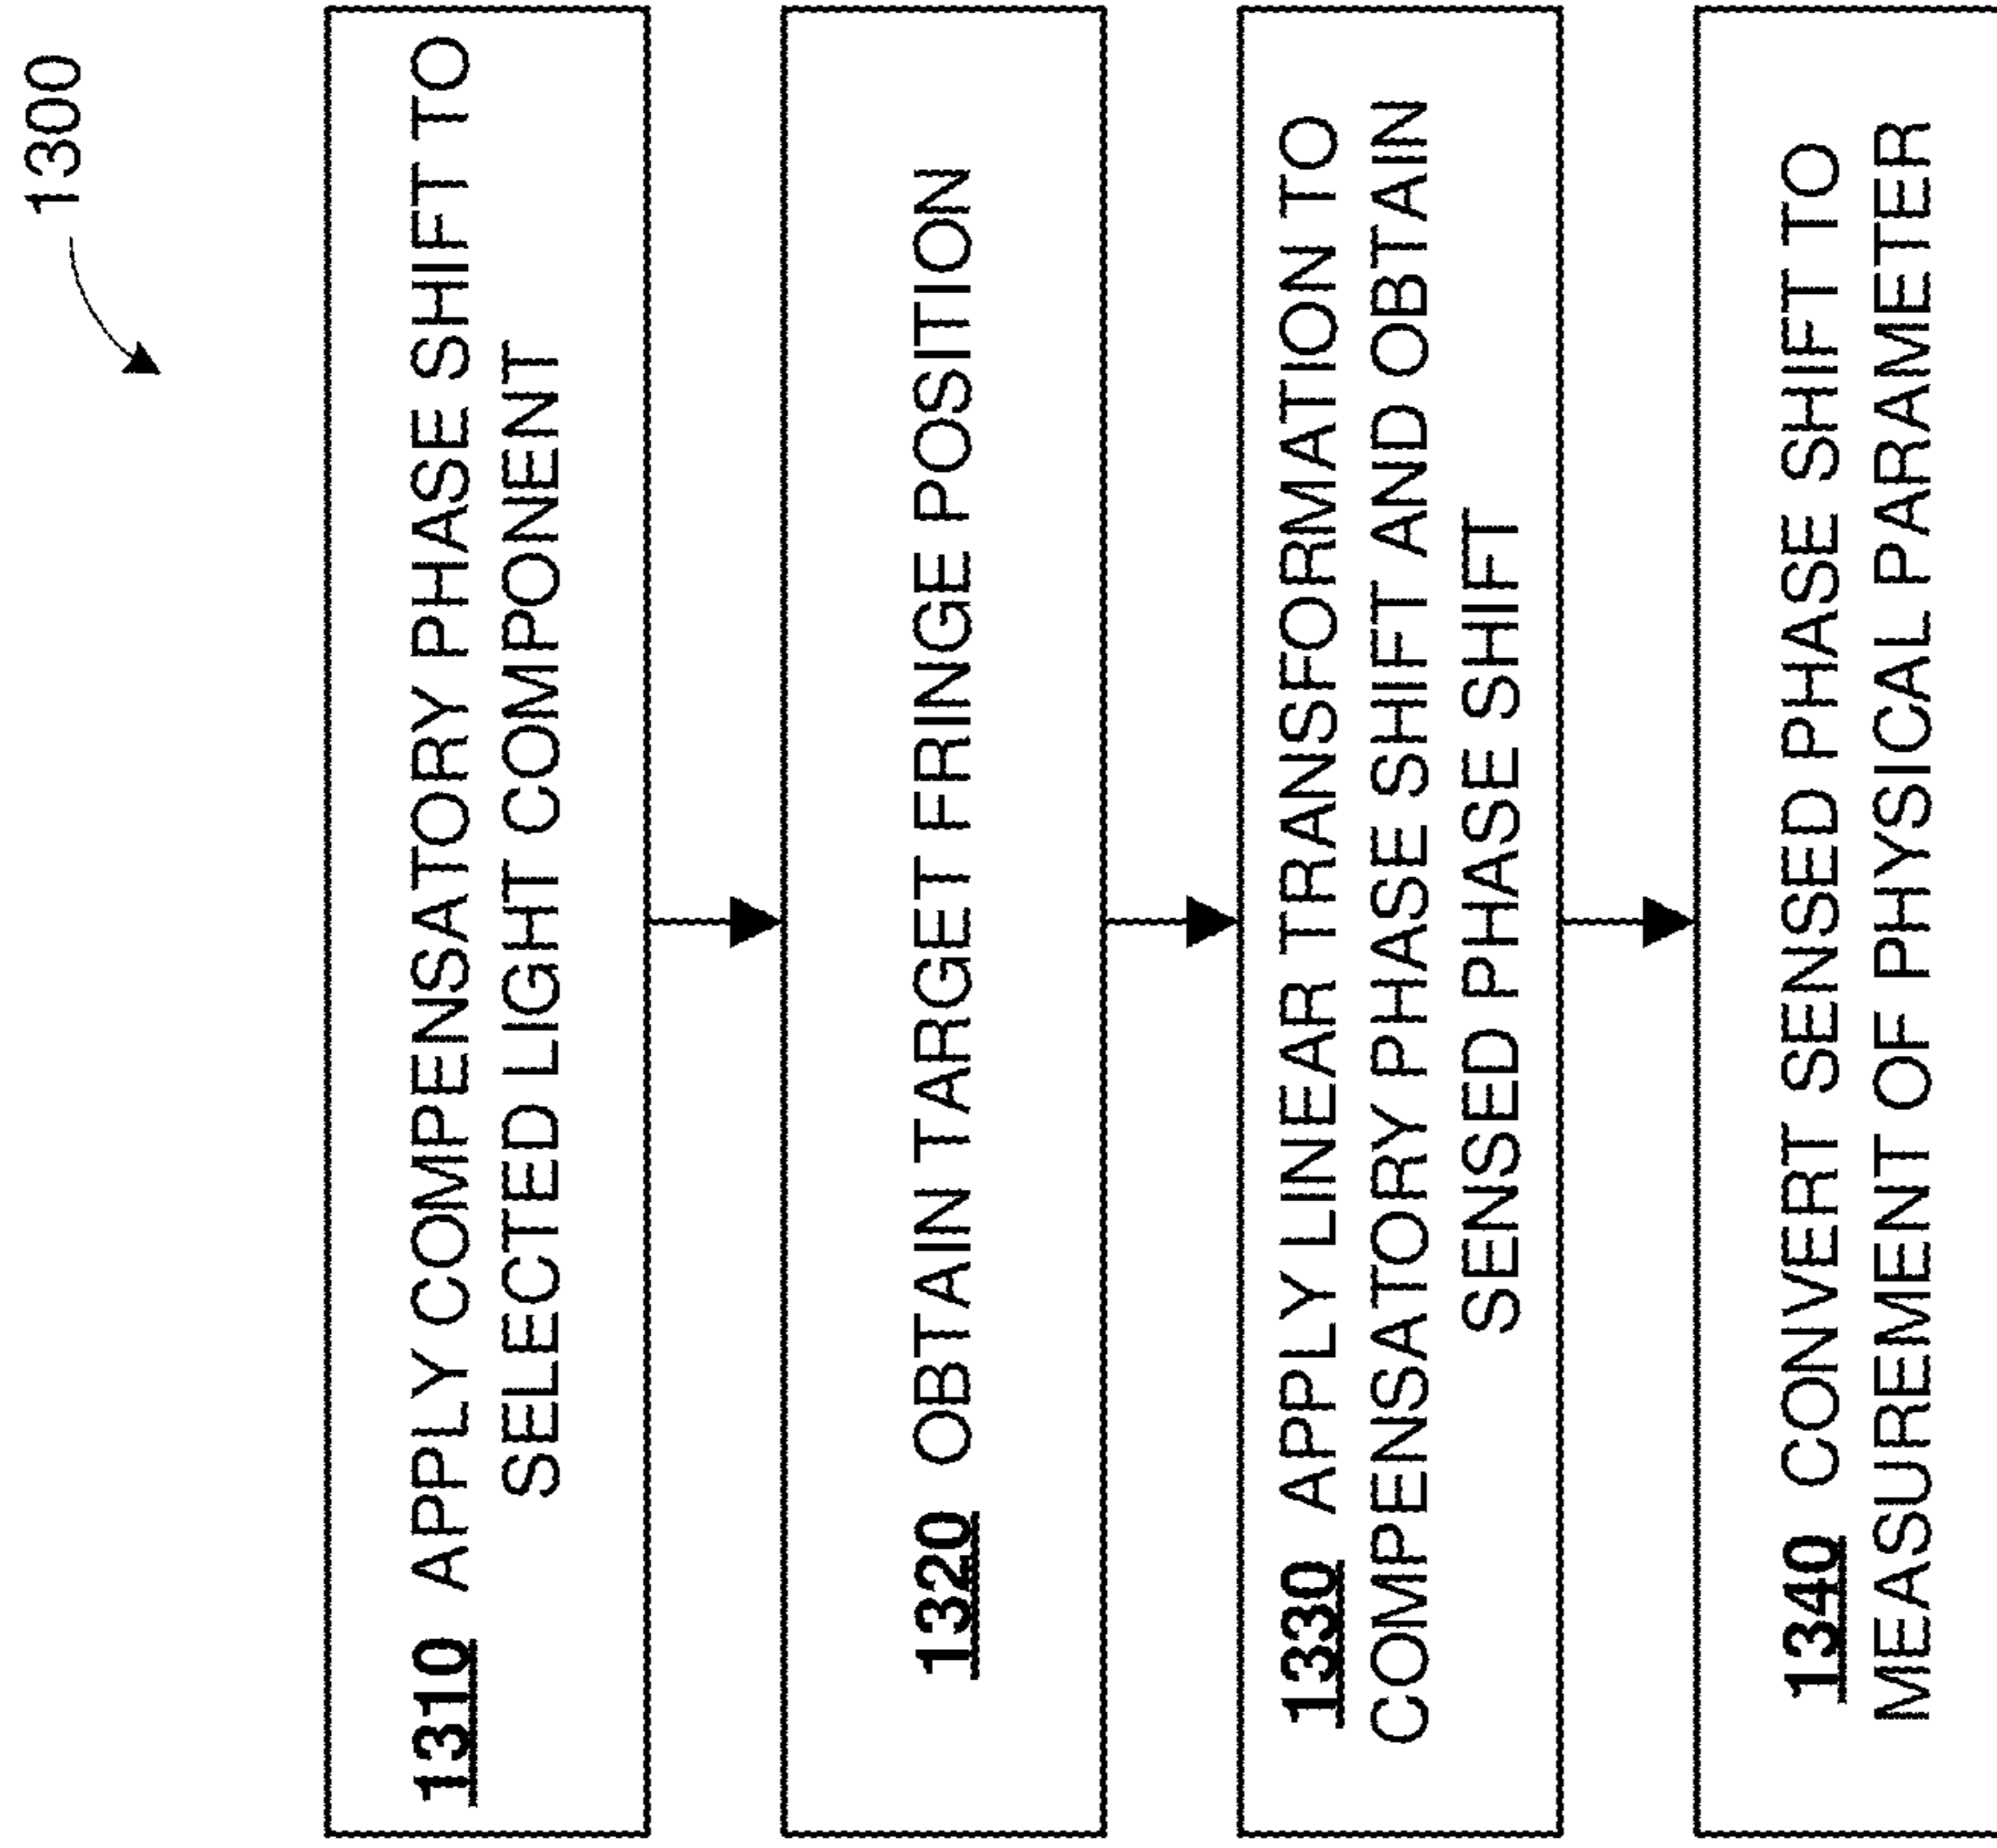 1300
1310 APPLY COMPENSATORY PHASE SHIFT TO
SELECTED LIGHT COMPONENT
1320 OBTAIN TARGET FRINGE POSITION
1330 APPLY LINEAR TRANSFORMATION TO
COMPENSATORY PHASE SHIFT AND OBTAIN
SENSED PHASE SHIFT
1340 CONVERT SENSED PHASE SHIFT TO
MEASUREMENT OF PHYSICAL PARAMETER